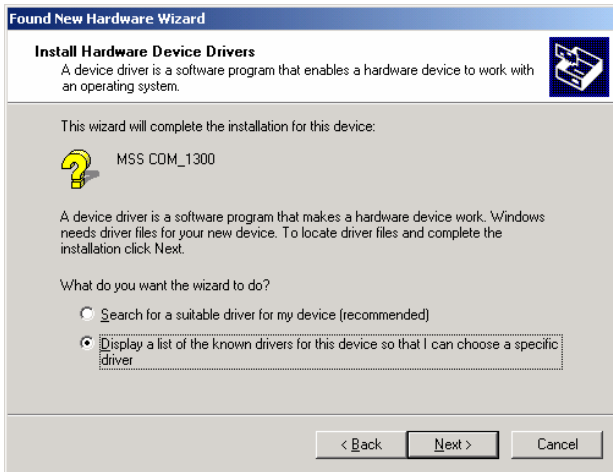 Found New Hardware Wizard
Install Hardware Device Drivers
A device driver is a software program that enables a hardware device to work with
an operating system.
This wizard will complete the installation for this device:
MSS COM_1300
A device driver is a software program that makes a hardware device work. Windows
needs driver files for your new device. To locate driver files and complete the
installation click Next.
What do you want the wizard to do?
Search for a suitable driver for my device (recommended)
Display a list of the known drivers for this device so that I can choose a specific
driver
< Back
Next >
Cancel